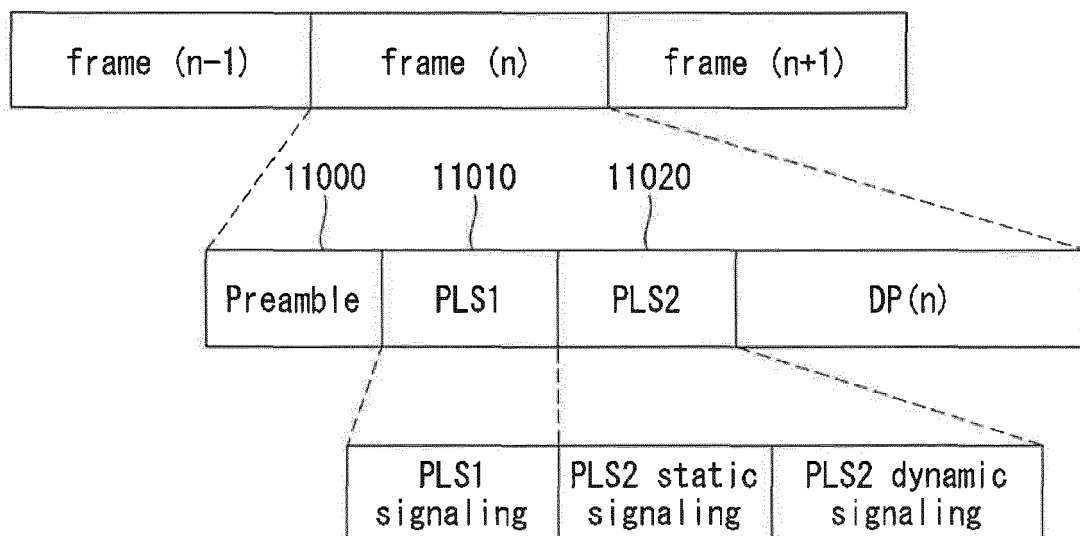 frame (n-1) frame (n) frame (n+1)
11000 11010 11020
Preamble PLS1 PLS2 DP(n)
PLS1 signaling
PLS2 static signaling
PLS2 dynamic signaling